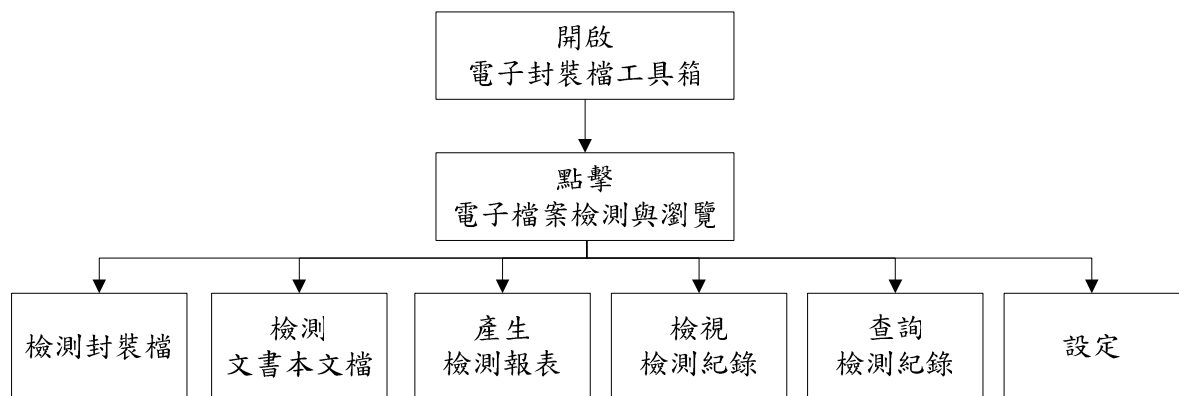 開啟
電子封裝檔工具箱
點擊
電子檔案檢測與瀏覽
檢測封裝檔
檢測
文書本文檔
產生
檢測報表
檢視
檢測紀錄
查詢
檢測紀錄
設定